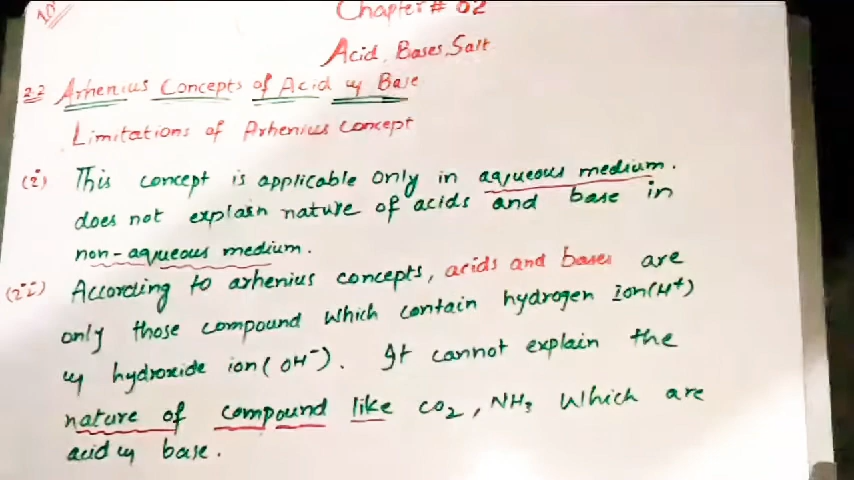 10th
Chapter # 02
Acid, Bases, Salt
2.2 Arhenius Concepts of Acid & Base
Limitations of Arhenius concept
(i) This concept is applicable only in aqueous medium.
does not explain nature of acids and base in
non-aqueous medium.
(ii) According to arhenius concepts, acids and bases are
only those compound which contain hydrogen Ion(H⁺)
& hydroxide ion(OH⁻). It cannot explain the
nature of compound like CO₂, NH₃ which are
acid & base.